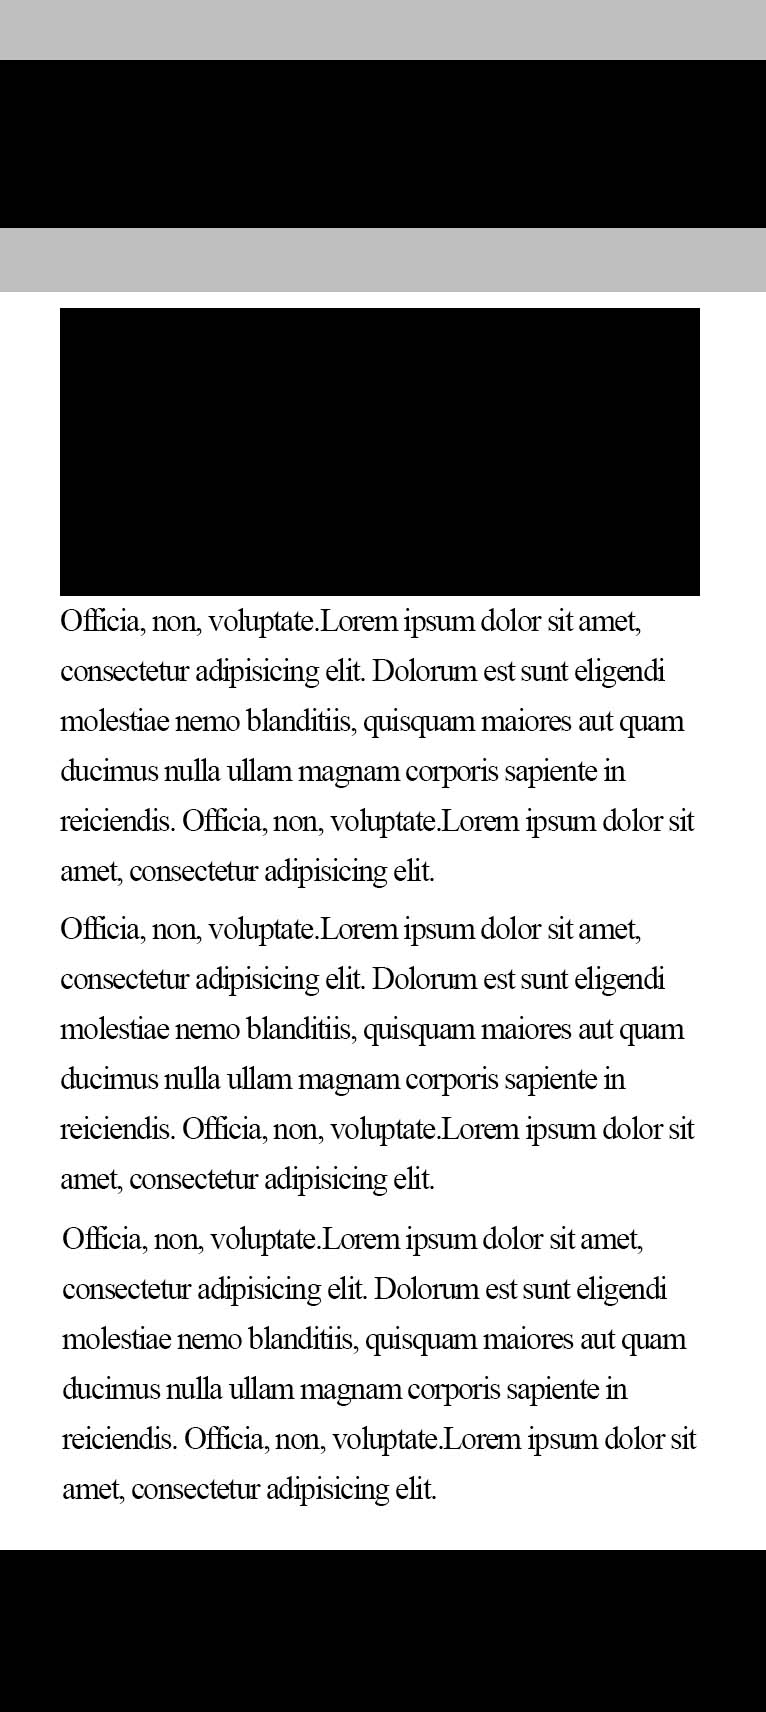 Officia, non, voluptate.Lorem ipsum dolor sit amet,
consectetur adipisicing elit. Dolorum est sunt eligendi
molestiae nemo blanditiis, quisquam maiores aut quam
ducimus nulla ullam magnam corporis sapiente in
reiciendis. Officia, non, voluptate.Lorem ipsum dolor sit
amet, consectetur adipisicing elit.
Officia, non, voluptate.Lorem ipsum dolor sit amet,
consectetur adipisicing elit. Dolorum est sunt eligendi
molestiae nemo blanditiis, quisquam maiores aut quam
ducimus nulla ullam magnam corporis sapiente in
reiciendis. Officia, non, voluptate.Lorem ipsum dolor sit
amet, consectetur adipisicing elit.
Officia, non, voluptate.Lorem ipsum dolor sit amet,
consectetur adipisicing elit. Dolorum est sunt eligendi
molestiae nemo blanditiis, quisquam maiores aut quam
ducimus nulla ullam magnam corporis sapiente in
reiciendis. Officia, non, voluptate.Lorem ipsum dolor sit
amet, consectetur adipisicing elit.